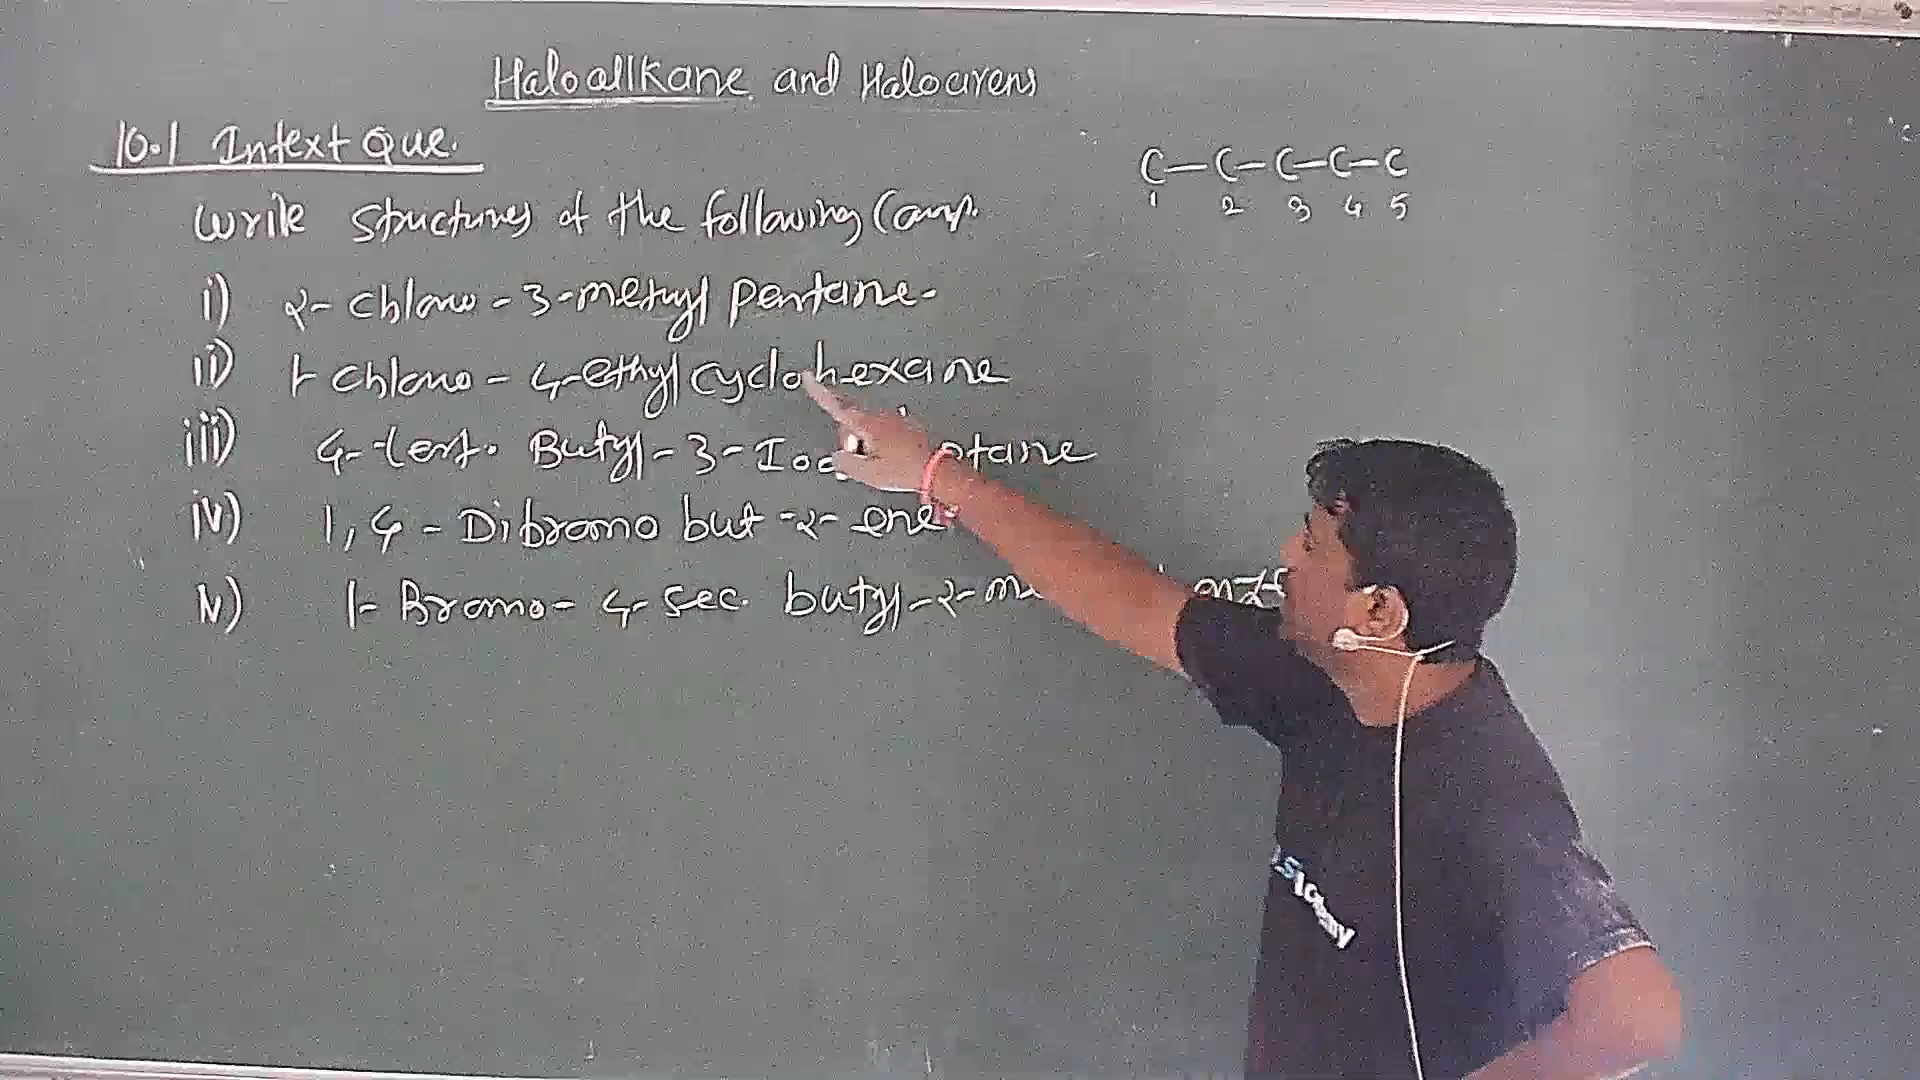 Haloalkane and Haloarens
10.1 Intext Que.
Write structures of the following Comp.
i) 2-chloro-3-methyl pentane-
ii) 1-chloro-4-ethyl cyclohexane
iii) 4-tert. Butyl-3-Iod
iv) 1,4-Dibromo but-2-ene
iv) 1-Bromo-4-sec. butyl-2-m
C-C-C-C-C
1 2 3 4 5